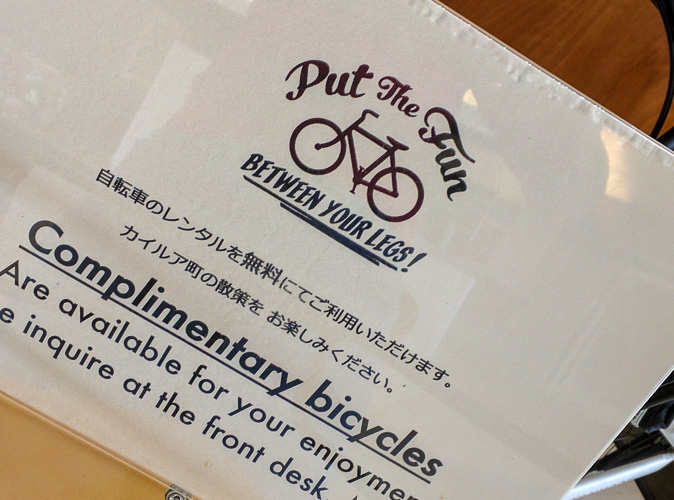 Put The Fun
BETWEEN YOUR LEGS!
自転車のレンタルを無料にてご利用いただけます。
カイルア町の散策を お楽しみください。
Complimentary bicycles
Are available for your
inquire at the front desk.